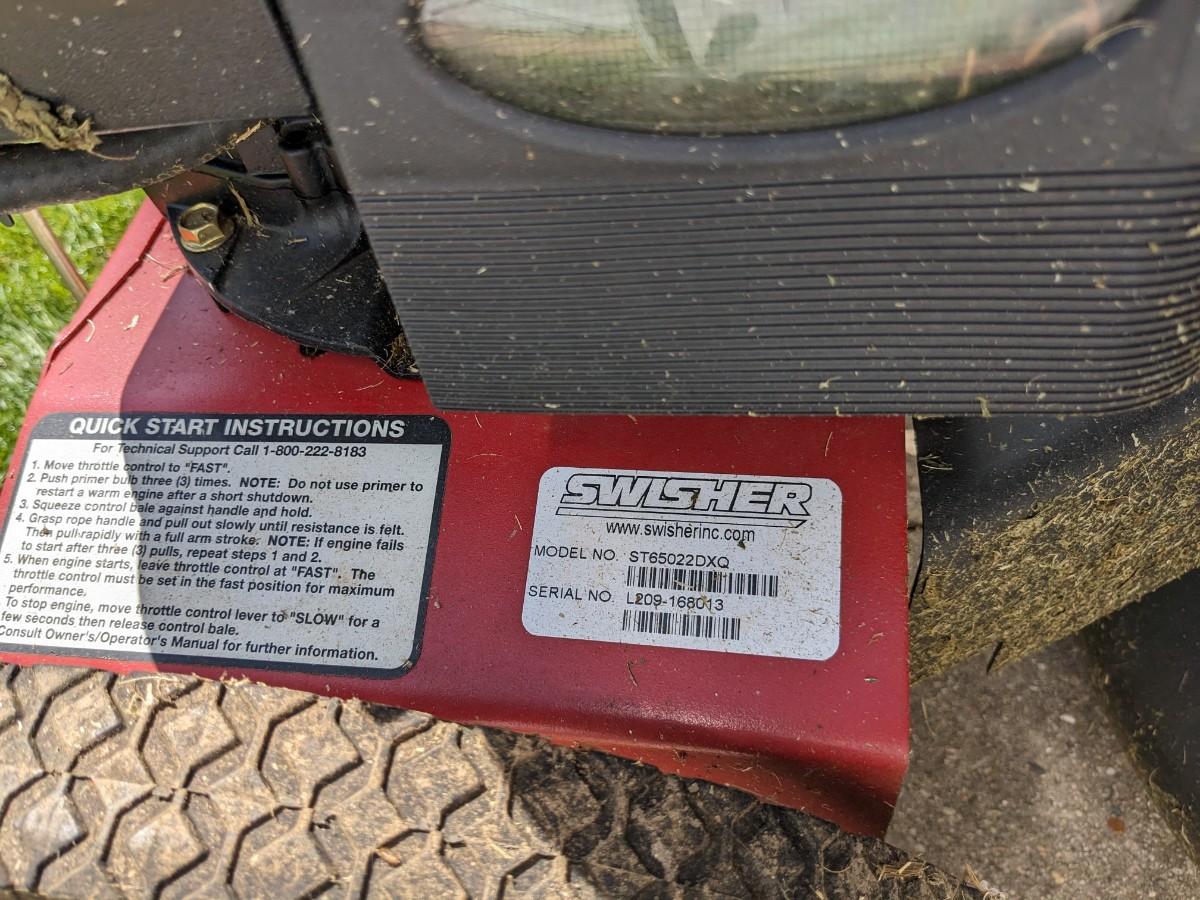 QUICK START INSTRUCTIONS
For Technical Support Call 1-800-222-8183
1. Move throttle control to "FAST".
2. Push primer bulb three (3) times. NOTE: Do not use primer to
restart a warm engine after a short shutdown.
3. Squeeze control bale against handle and hold.
4. Grasp rope handle and pull out slowly until resistance is felt.
Then pull rapidly with a full arm stroke. NOTE: If engine fails
to start after three (3) pulls, repeat steps 1 and 2.
5. When engine starts, leave throttle control at "FAST". The
throttle control must be set in the fast position for maximum
performance.
To stop engine, move throttle control lever to "SLOW" for a
few seconds then release control bale.
Consult Owner's/Operator's Manual for further information.
SWISHER
www.swisherinc.com
MODEL NO. ST65022DXQ
SERIAL NO. L209-168013